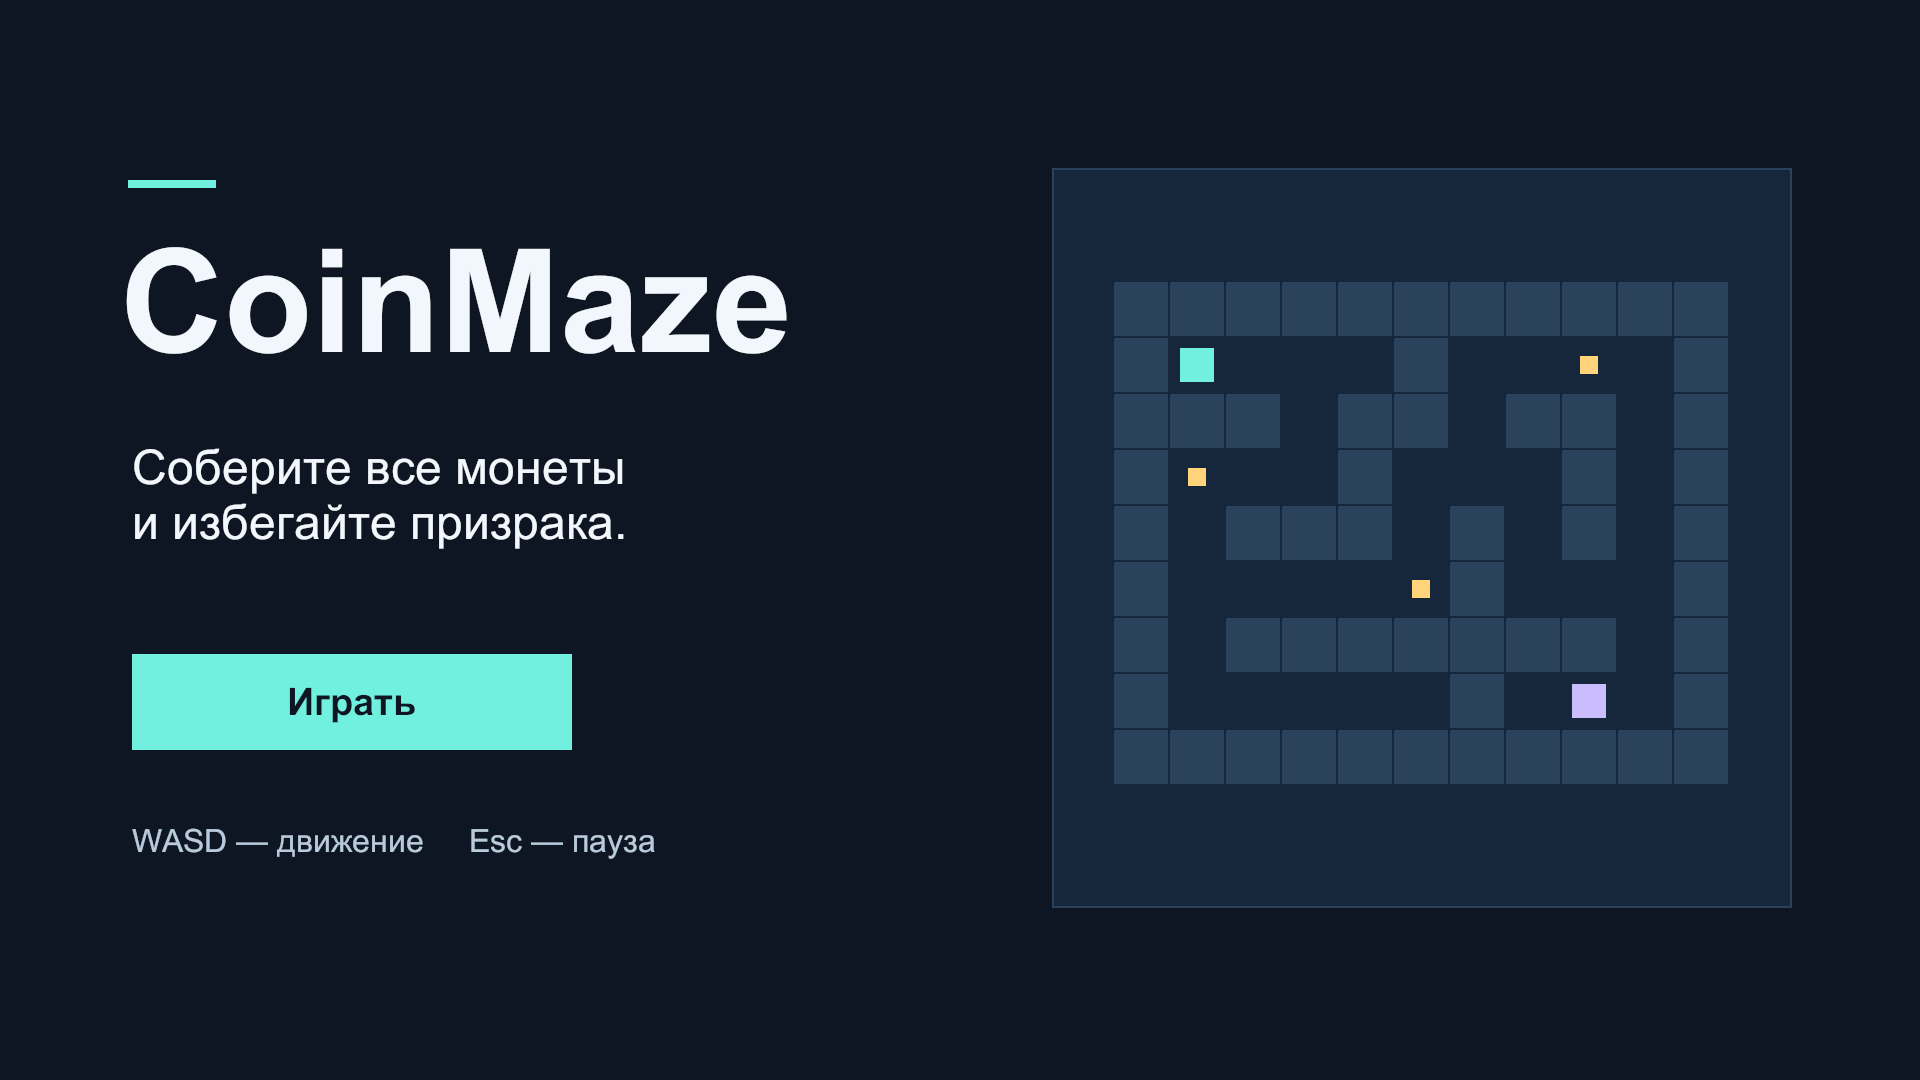 CoinMaze
Соберите все монеты
и избегайте призрака.
Играть
WASD — движение Esc — пауза